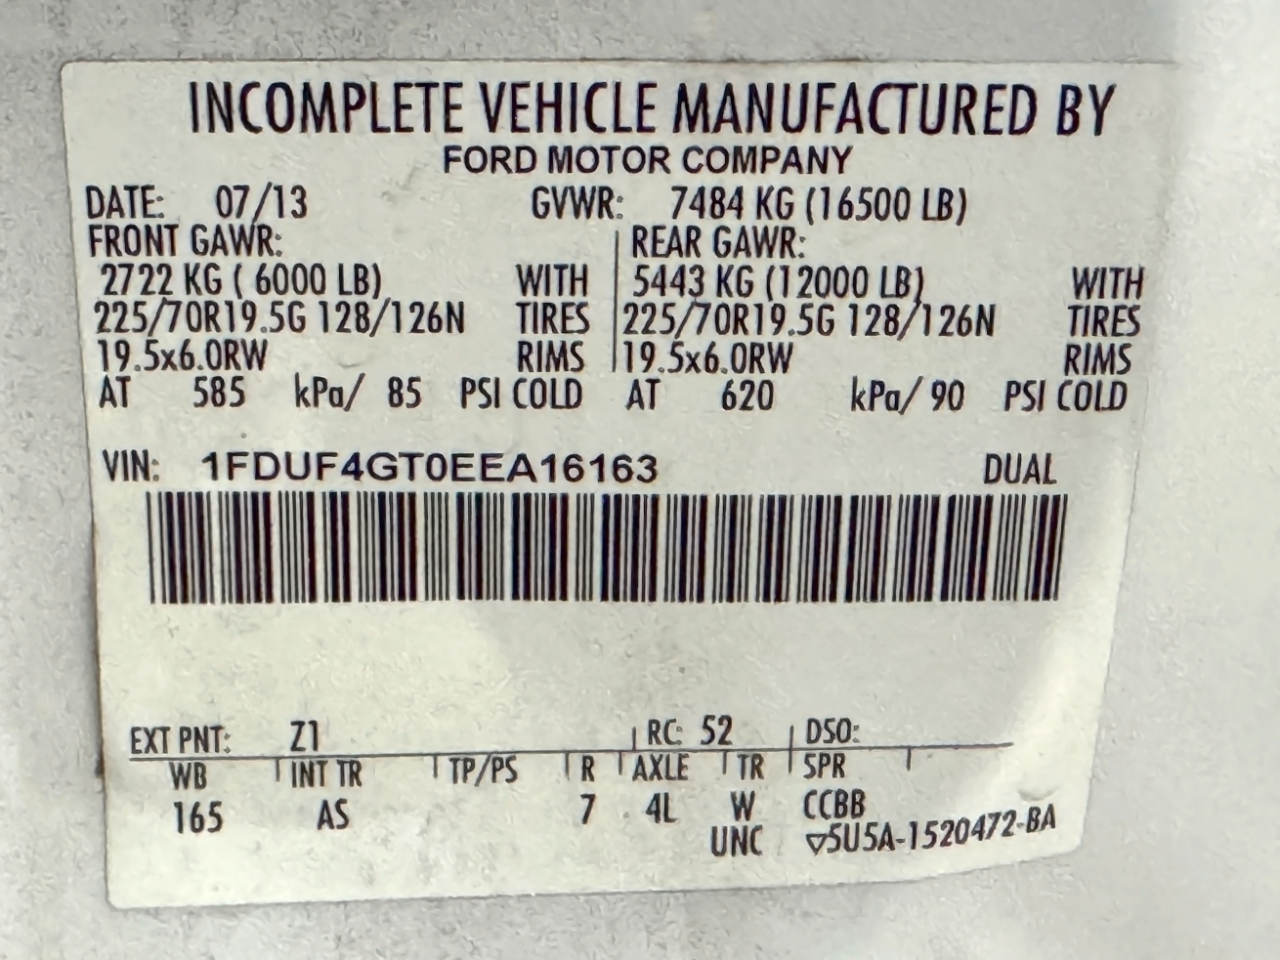 INCOMPLETE VEHICLE MANUFACTURED BY
FORD MOTOR COMPANY
DATE: 07/13 GVWR: 7484 KG (16500 LB)
FRONT GAWR: REAR GAWR:
2722 KG ( 6000 LB) WITH 5443 KG (12000 LB) WITH
225/70R19.5G 128/126N TIRES 225/70R19.5G 128/126N TIRES
19.5x6.0RW RIMS 19.5x6.0RW RIMS
AT 585 kPa/ 85 PSI COLD AT 620 kPa/ 90 PSI COLD
VIN: 1FDUF4GT0EEA16163 DUAL
EXT PNT: Z1 RC: 52 DSO:
WB INT TR TP/PS R AXLE TR SPR
165 AS 7 4L W CCBB
UNC ▽5U5A-1520472-BA